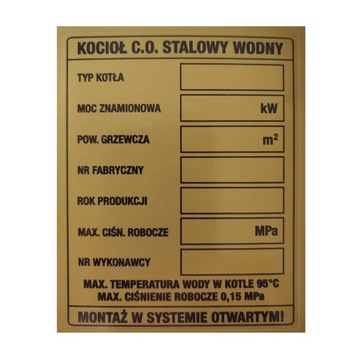 KOCIOŁ C.O. STALOWY WODNY
TYP KOTŁA
MOC ZNAMIONOWA kW
POW. GRZEWCZA m²
NR FABRYCZNY
ROK PRODUKCJI
MAX. CIŚN. ROBOCZE MPa
NR WYKONAWCY
MAX. TEMPERATURA WODY W KOTLE 95°C
MAX. CIŚNIENIE ROBOCZE 0,15 MPa
MONTAŻ W SYSTEMIE OTWARTYM!